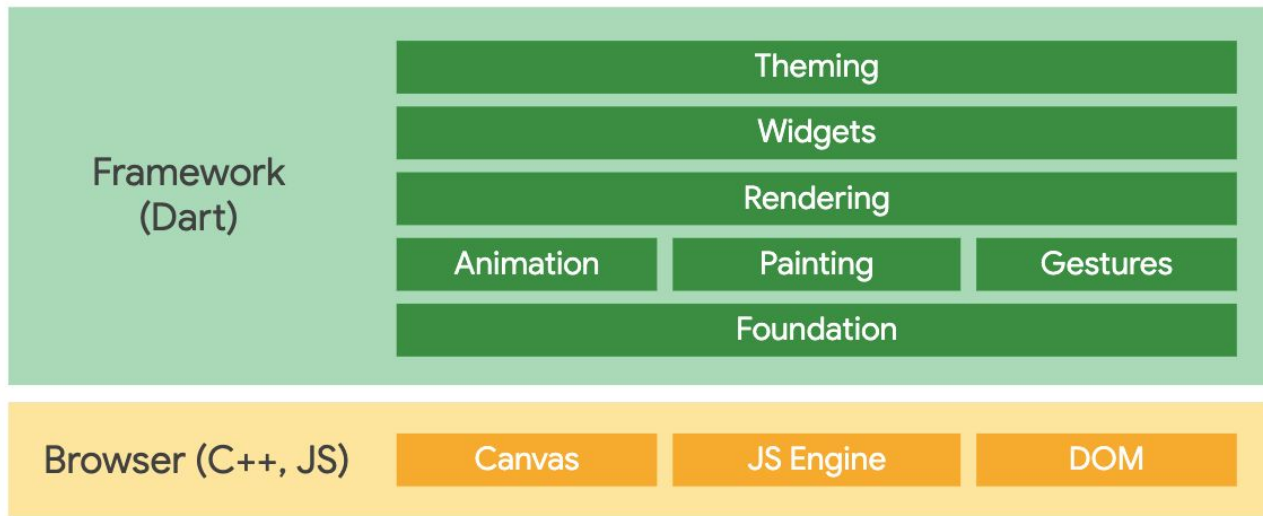 Framework
(Dart)
Theming
Widgets
Rendering
Animation Painting Gestures
Foundation
Browser (C++, JS) Canvas JS Engine DOM